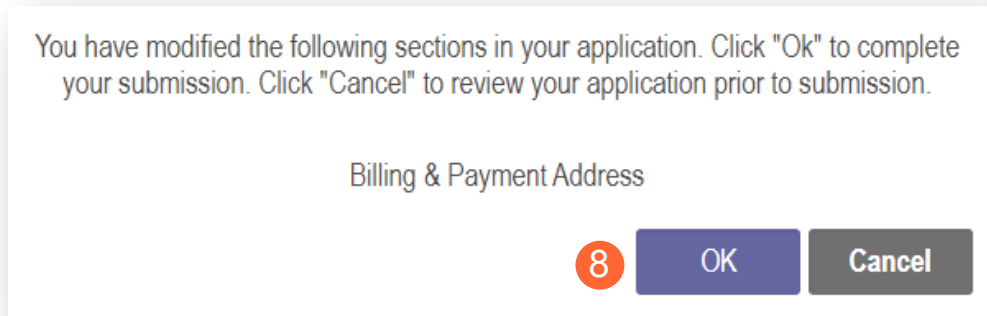 You have modified the following sections in your application. Click "Ok" to complete
your submission. Click "Cancel" to review your application prior to submission.
Billing & Payment Address
8 OK Cancel